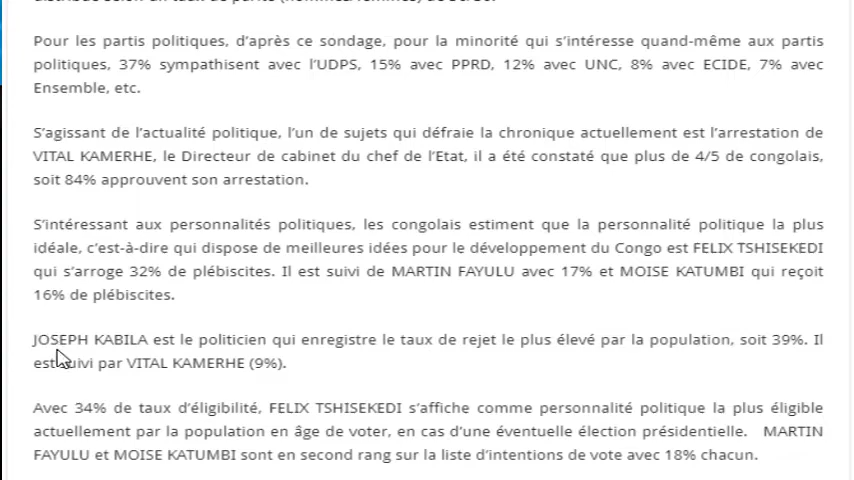 Pour les partis politiques, d'après ce sondage, pour la minorité qui s'intéresse quand-même aux partis
politiques, 37% sympathisent avec l'UDPS, 15% avec PPRD, 12% avec UNC, 8% avec ECIDE, 7% avec
Ensemble, etc.
S'agissant de l'actualité politique, l'un de sujets qui défraie la chronique actuellement est l'arrestation de
VITAL KAMERHE, le Directeur de cabinet du chef de l'Etat, il a été constaté que plus de 4/5 de congolais,
soit 84% approuvent son arrestation.
S'intéressant aux personnalités politiques, les congolais estiment que la personnalité politique la plus
idéale, c'est-à-dire qui dispose de meilleures idées pour le développement du Congo est FELIX TSHISEKEDI
qui s'arroge 32% de plébiscites. Il est suivi de MARTIN FAYULU avec 17% et MOISE KATUMBI qui reçoit
16% de plébiscites.
JOSEPH KABILA est le politicien qui enregistre le taux de rejet le plus élevé par la population, soit 39%. Il
est suivi par VITAL KAMERHE (9%).
Avec 34% de taux d'éligibilité, FELIX TSHISEKEDI s'affiche comme personnalité politique la plus éligible
actuellement par la population en âge de voter, en cas d'une éventuelle élection présidentielle. MARTIN
FAYULU et MOISE KATUMBI sont en second rang sur la liste d'intentions de vote avec 18% chacun.